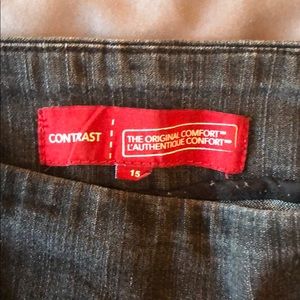 CONTRAST
THE ORIGINAL COMFORT™
L'AUTHENTIQUE CONFORT™
15